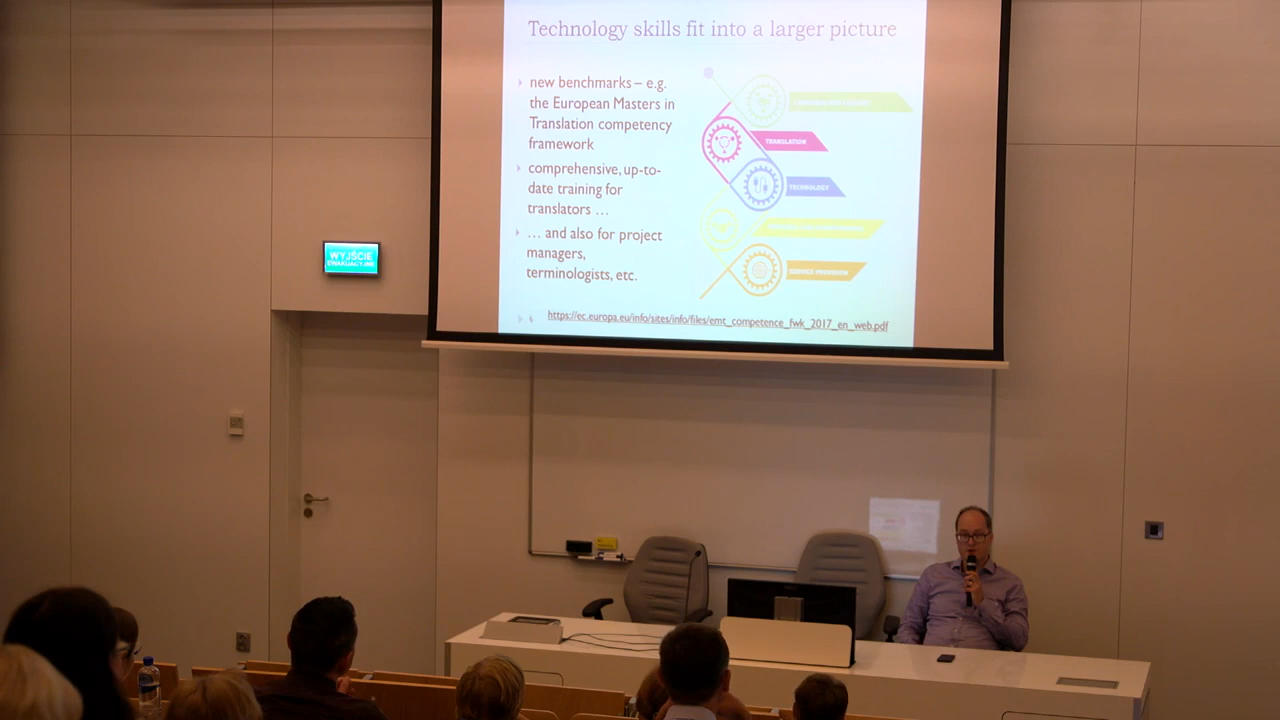 Technology skills fit into a larger picture
new benchmarks – e.g.
the European Masters in
Translation competency
framework
comprehensive, up-to-
date training for
translators …
… and also for project
managers,
terminologists, etc.
TRANSLATION
TECHNOLOGY
SERVICE PROVISION
6
https://ec.europa.eu/info/sites/info/files/emt_competence_fwk_2017_en_web.pdf
WYJŚCIE
EWAKUACYJNE